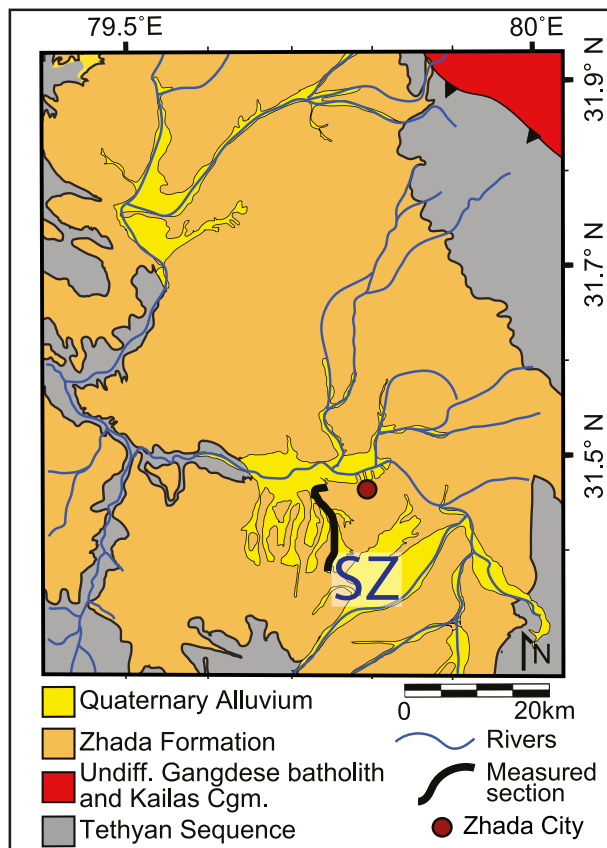 79.5°E 80°E
31.9° N
31.7° N
31.5° N
SZ
N
Quaternary Alluvium
Zhada Formation
Undiff. Gangdese batholith
and Kailas Cgm.
Tethyan Sequence
0 20km
Rivers
Measured
section
Zhada City